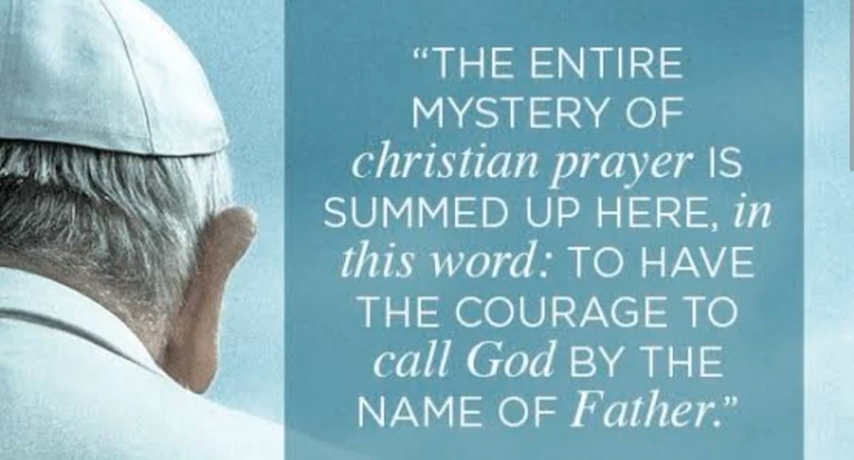 “THE ENTIRE
MYSTERY OF
christian prayer IS
SUMMED UP HERE, in
this word: TO HAVE
THE COURAGE TO
call God BY THE
NAME OF Father.”